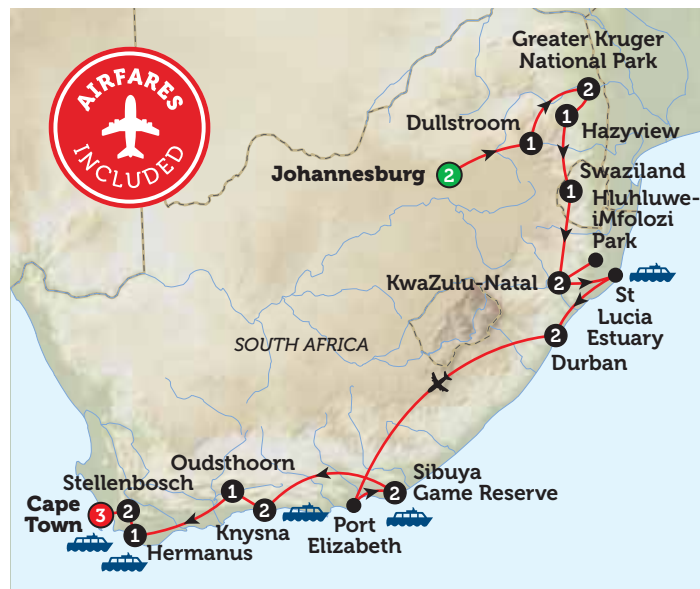 AIRFARES
INCLUDED
Greater Kruger
National Park
2
1
Hazyview
Dullstroom
1
Johannesburg
2
Swaziland
1
Hluhluwe-
iMfolozi
Park
KwaZulu-Natal
2
St
Lucia
Estuary
SOUTH AFRICA
2
Durban
Sibuya
Game Reserve
2
Port
Elizabeth
Oudsthoorn
1
Knysna
2
Stellenbosch
2
Cape
Town
3
1
Hermanus